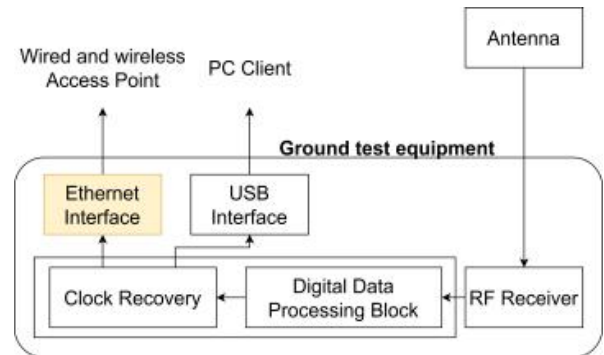 Antenna
Wired and wireless
Access Point
PC Client
Ground test equipment
Ethernet
Interface
USB
Interface
Clock Recovery
Digital Data
Processing Block
RF Receiver